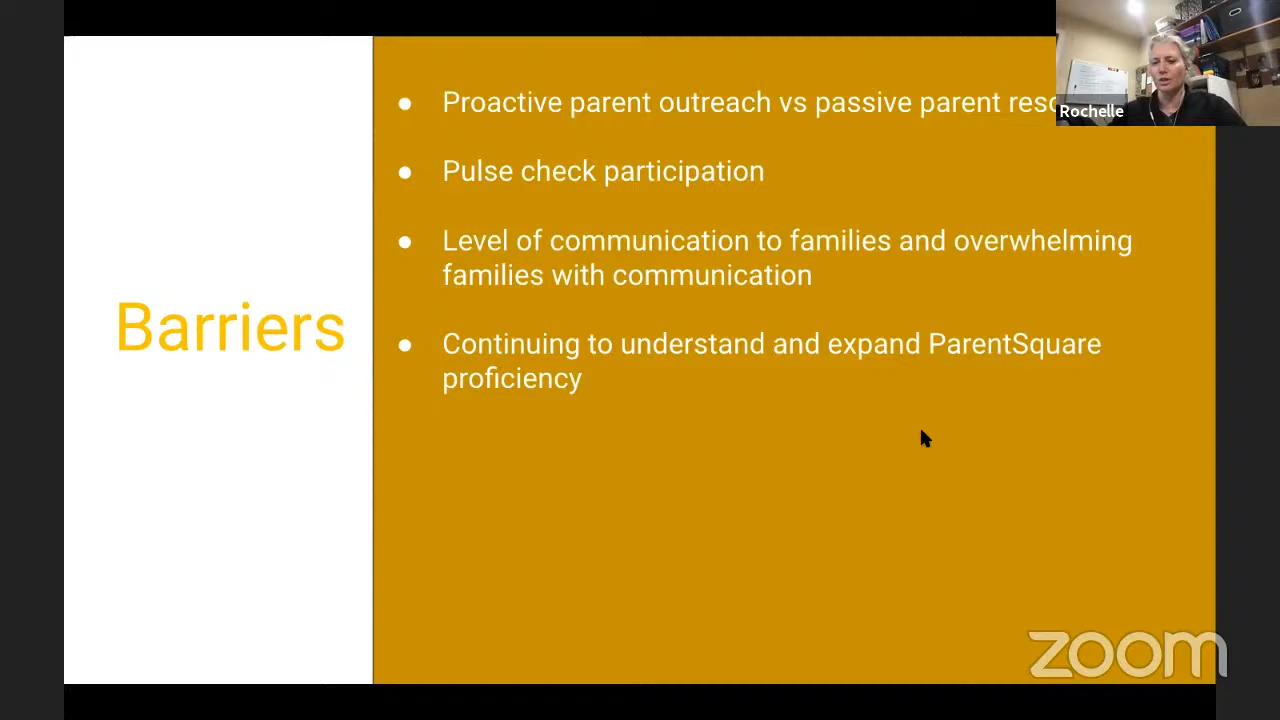 Proactive parent outreach vs passive parent
Rochelle
Pulse check participation
Level of communication to families and overwhelming
families with communication
Barriers
Continuing to understand and expand ParentSquare
proficiency
zoom